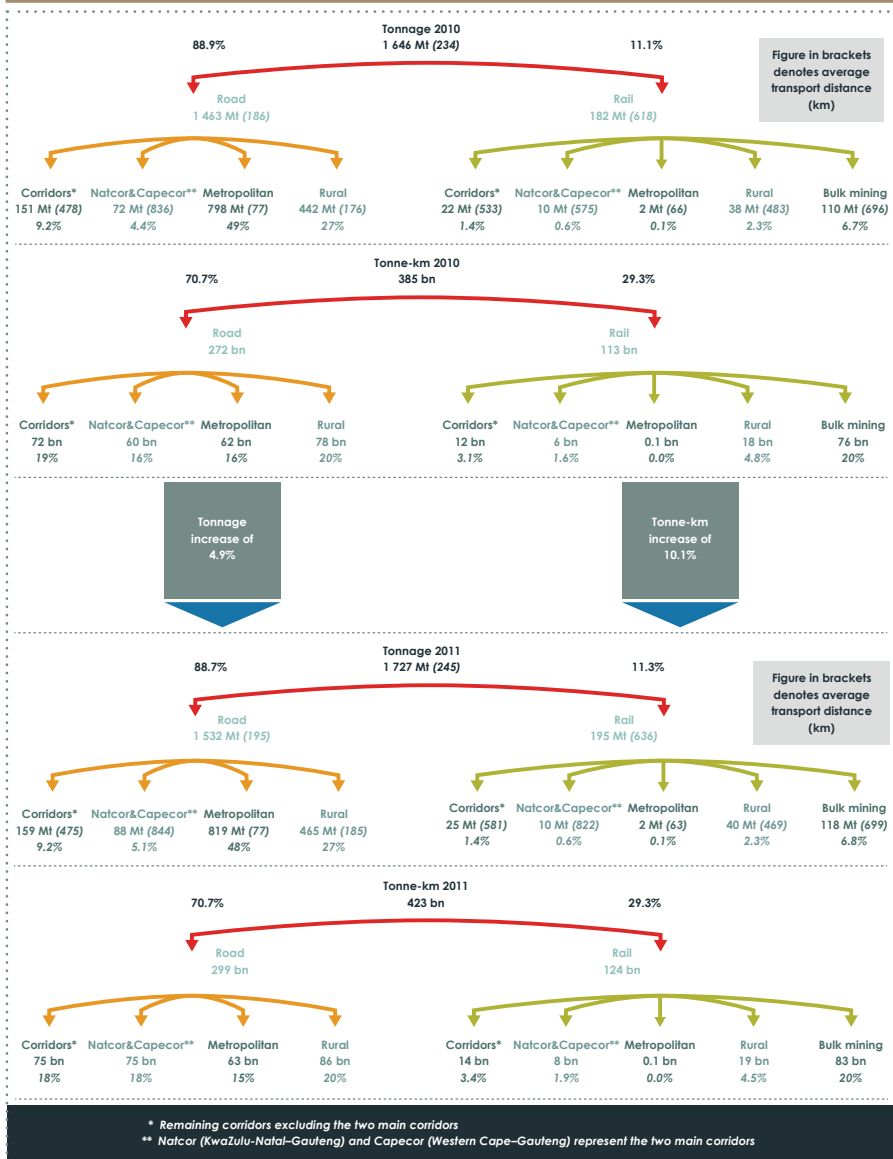 Tonnage 2010
88.9%
1 646 Mt (234)
11.1%
Figure in brackets
denotes average
transport distance
(km)
Road
1 463 Mt (186)
Rail
182 Mt (618)
Corridors*
151 Mt (478)
9.2%
Natcor&Capecor**
72 Mt (836)
4.4%
Metropolitan
798 Mt (77)
49%
Rural
442 Mt (176)
27%
Corridors*
22 Mt (533)
1.4%
Natcor&Capecor**
10 Mt (575)
0.6%
Metropolitan
2 Mt (66)
0.1%
Rural
38 Mt (483)
2.3%
Bulk mining
110 Mt (696)
6.7%
Tonne-km 2010
70.7%
385 bn
29.3%
Road
272 bn
Rail
113 bn
Corridors*
72 bn
19%
Natcor&Capecor**
60 bn
16%
Metropolitan
62 bn
16%
Rural
78 bn
20%
Corridors*
12 bn
3.1%
Natcor&Capecor**
6 bn
1.6%
Metropolitan
0.1 bn
0.0%
Rural
18 bn
4.8%
Bulk mining
76 bn
20%
Tonnage
increase of
4.9%
Tonne-km
increase of
10.1%
Tonnage 2011
88.7%
1 727 Mt (245)
11.3%
Figure in brackets
denotes average
transport distance
(km)
Road
1 532 Mt (195)
Rail
195 Mt (636)
Corridors*
159 Mt (475)
9.2%
Natcor&Capecor**
88 Mt (844)
5.1%
Metropolitan
819 Mt (77)
48%
Rural
465 Mt (185)
27%
Corridors*
25 Mt (581)
1.4%
Natcor&Capecor**
10 Mt (822)
0.6%
Metropolitan
2 Mt (63)
0.1%
Rural
40 Mt (469)
2.3%
Bulk mining
118 Mt (699)
6.8%
Tonne-km 2011
70.7%
423 bn
29.3%
Road
299 bn
Rail
124 bn
Corridors*
75 bn
18%
Natcor&Capecor**
75 bn
18%
Metropolitan
63 bn
15%
Rural
86 bn
20%
Corridors*
14 bn
3.4%
Natcor&Capecor**
8 bn
1.9%
Metropolitan
0.1 bn
0.0%
Rural
19 bn
4.5%
Bulk mining
83 bn
20%
* Remaining corridors excluding the two main corridors
** Natcor (KwaZulu-Natal–Gauteng) and Capecor (Western Cape–Gauteng) represent the two main corridors